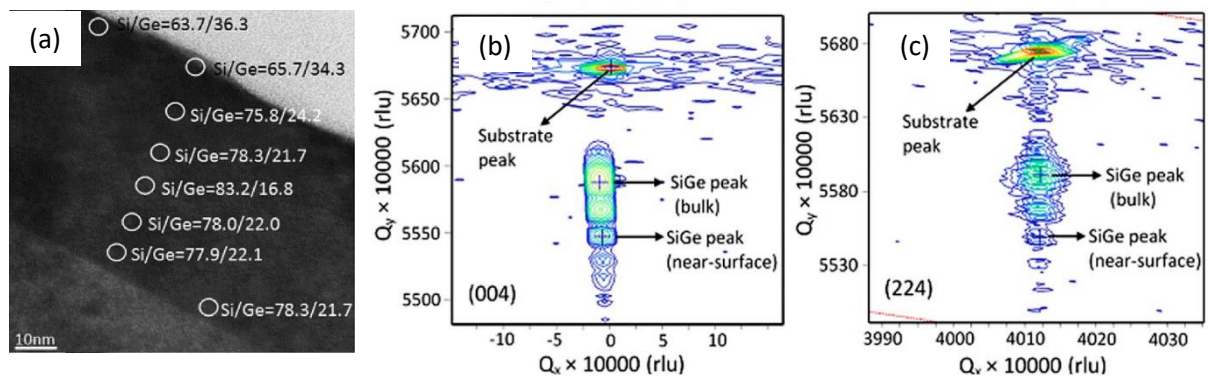 (a)
Si/Ge=63.7/36.3
Si/Ge=65.7/34.3
Si/Ge=75.8/24.2
Si/Ge=78.3/21.7
Si/Ge=83.2/16.8
Si/Ge=78.0/22.0
Si/Ge=77.9/22.1
Si/Ge=78.3/21.7
10nm
(b)
Qy × 10000 (rlu)
5700
5650
5600
5550
5500
Substrate
peak
SiGe peak
(bulk)
SiGe peak
(near-surface)
(004)
-10
-5
0
5
10
Qx × 10000 (rlu)
(c)
Qy × 10000 (rlu)
5680
5630
5580
5530
Substrate
peak
SiGe peak
(bulk)
SiGe peak
(near-surface)
(224)
3990
4000
4010
4020
4030
Qx × 10000 (rlu)